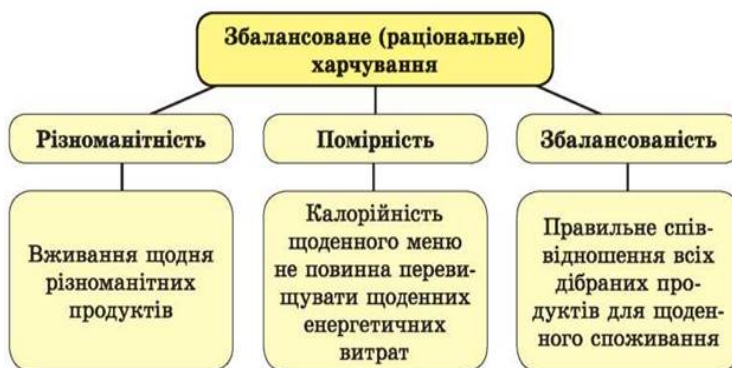 Збалансоване (раціональне)
харчування
Різноманітність
Помірність
Збалансованість
Вживання щодня
різноманітних
продуктів
Калорійність
щоденного меню
не повинна переви-
щувати щоденних
енергетичних
витрат
Правильне спів-
відношення всіх
дібраних про-
дуктів для щоден-
ного споживання